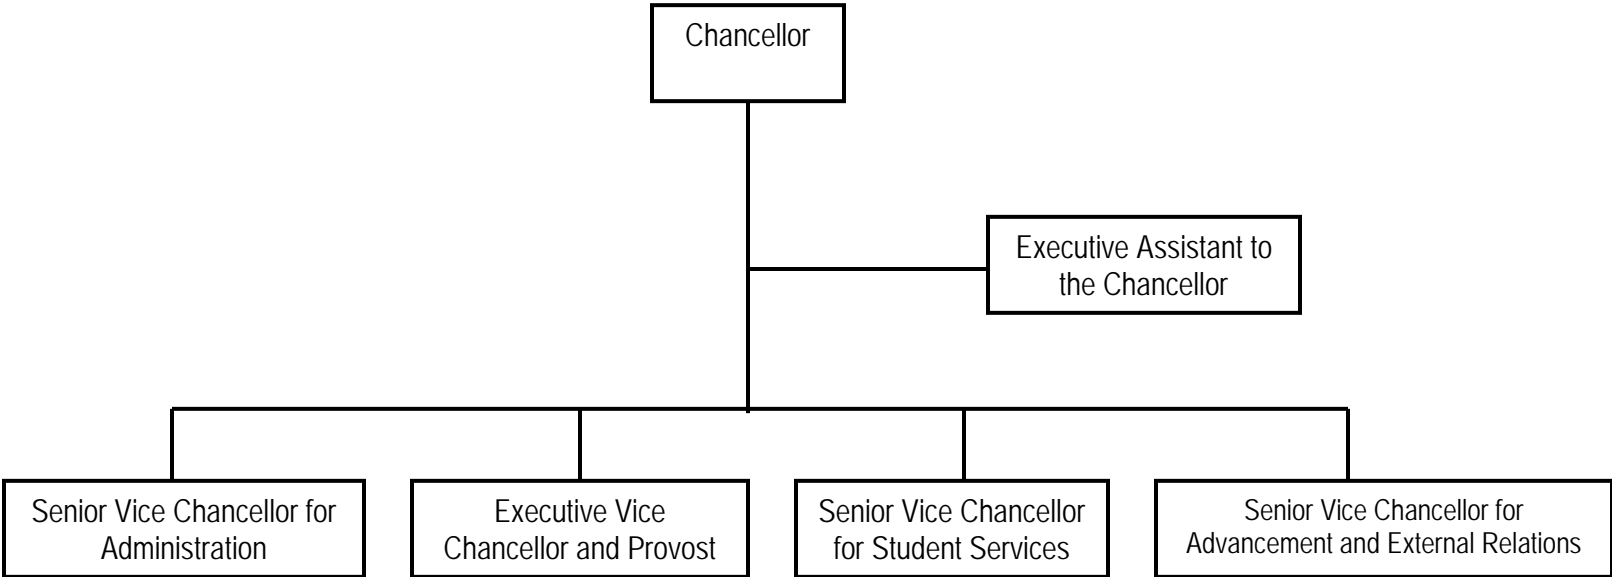 Chancellor
Executive Assistant to
the Chancellor
Senior Vice Chancellor for
Administration
Executive Vice
Chancellor and Provost
Senior Vice Chancellor
for Student Services
Senior Vice Chancellor for
Advancement and External Relations